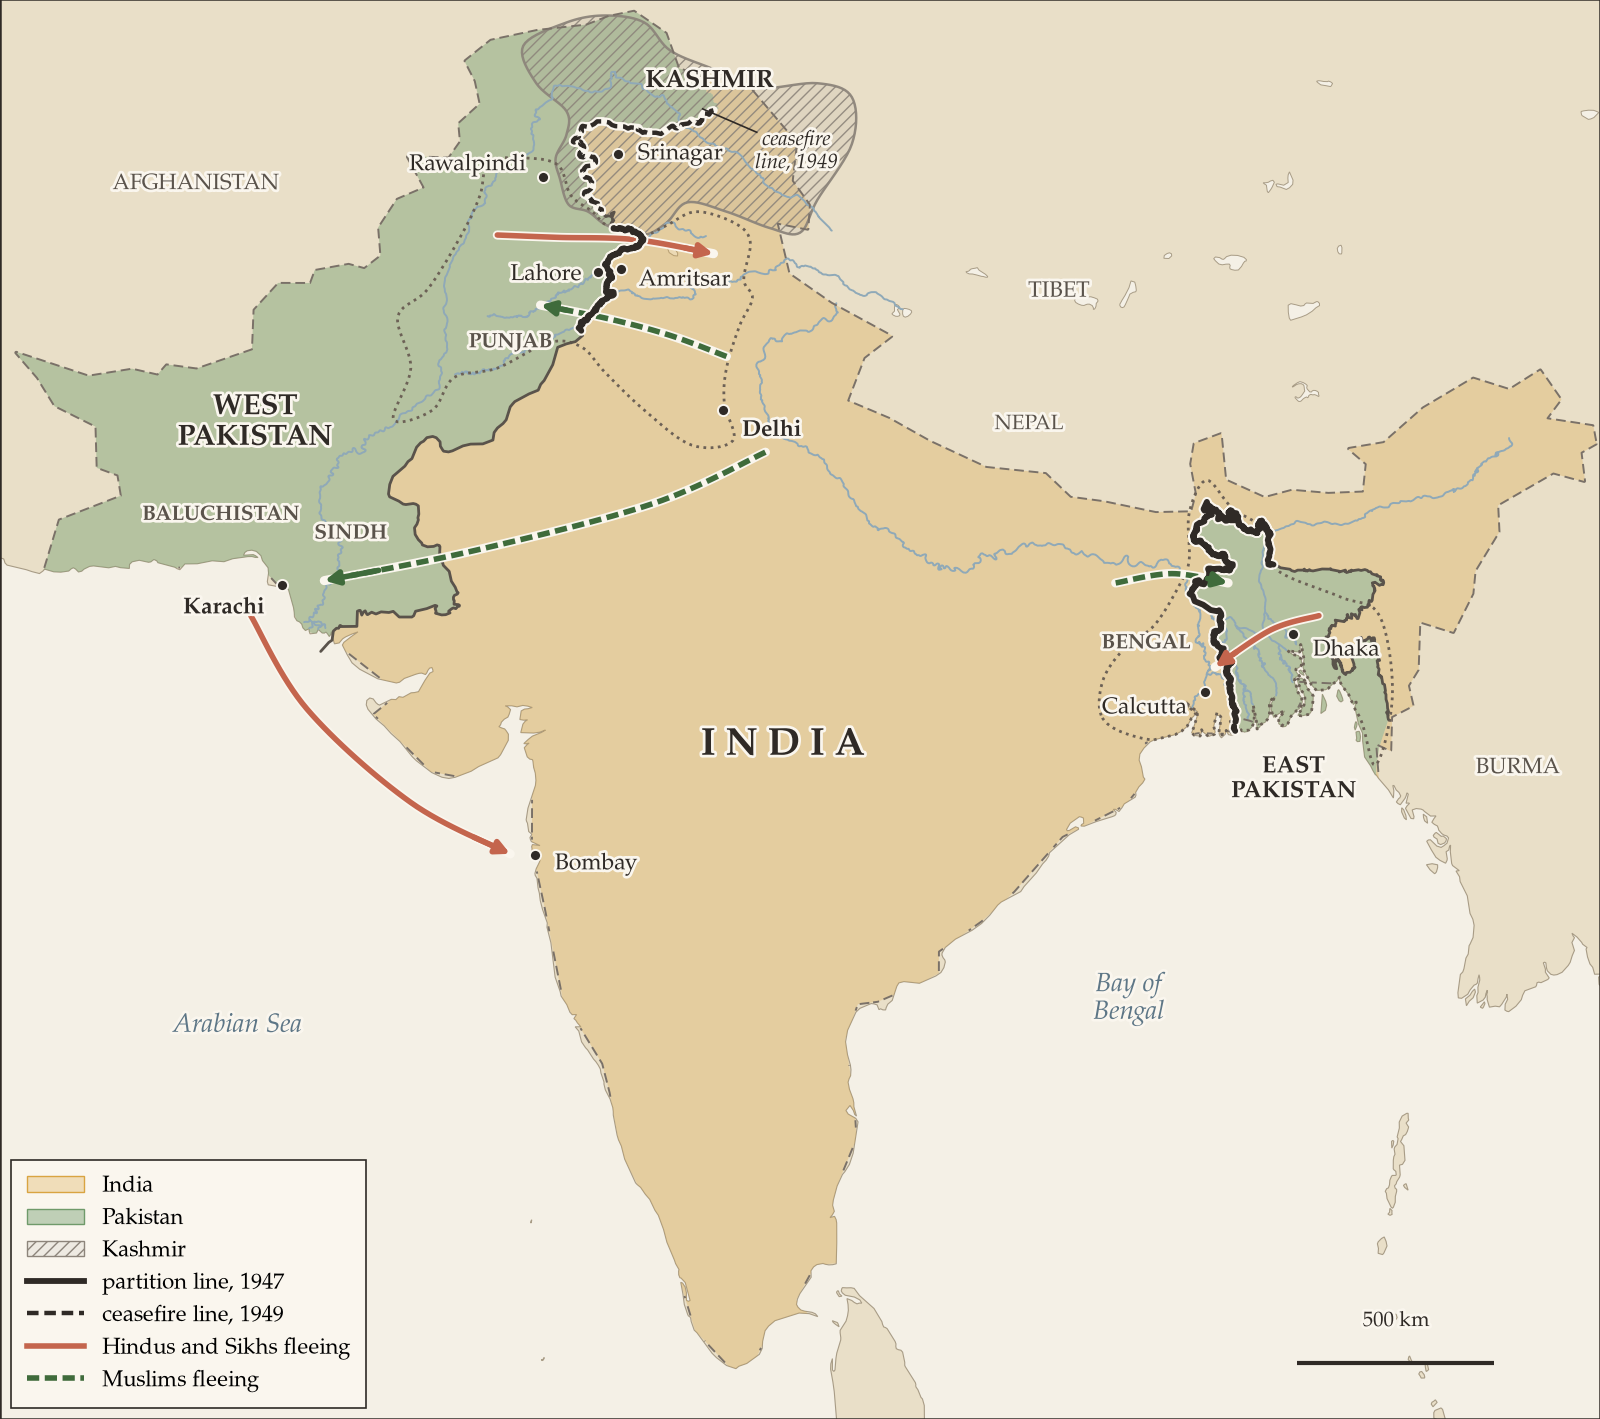 KASHMIR
ceasefire
line, 1949
Srinagar
Rawalpindi
AFGHANISTAN
Lahore
Amritsar
TIBET
PUNJAB
WEST
PAKISTAN
Delhi
NEPAL
BALUCHISTAN
SINDH
Karachi
BENGAL
Dhaka
Calcutta
INDIA
EAST
PAKISTAN
BURMA
Bombay
Bay of
Bengal
Arabian Sea
India
Pakistan
Kashmir
partition line, 1947
ceasefire line, 1949
Hindus and Sikhs fleeing
Muslims fleeing
500 km